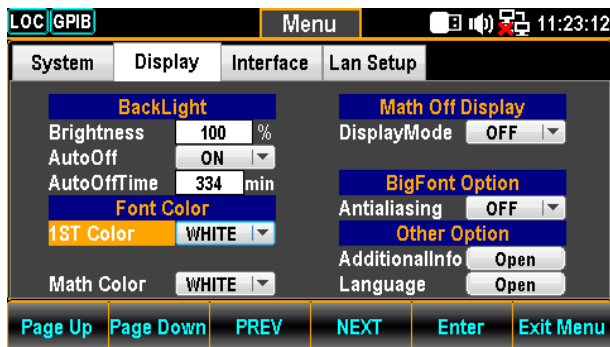 LOC GPIB Menu 11:23:12
System Display Interface Lan Setup
BackLight
Brightness 100 %
AutoOff ON
AutoOffTime 334 min
Font Color
1ST Color WHITE
Math Color WHITE
Math Off Display
DisplayMode OFF
BigFont Option
Antialiasing OFF
Other Option
AdditionalInfo Open
Language Open
Page Up Page Down PREV NEXT Enter Exit Menu